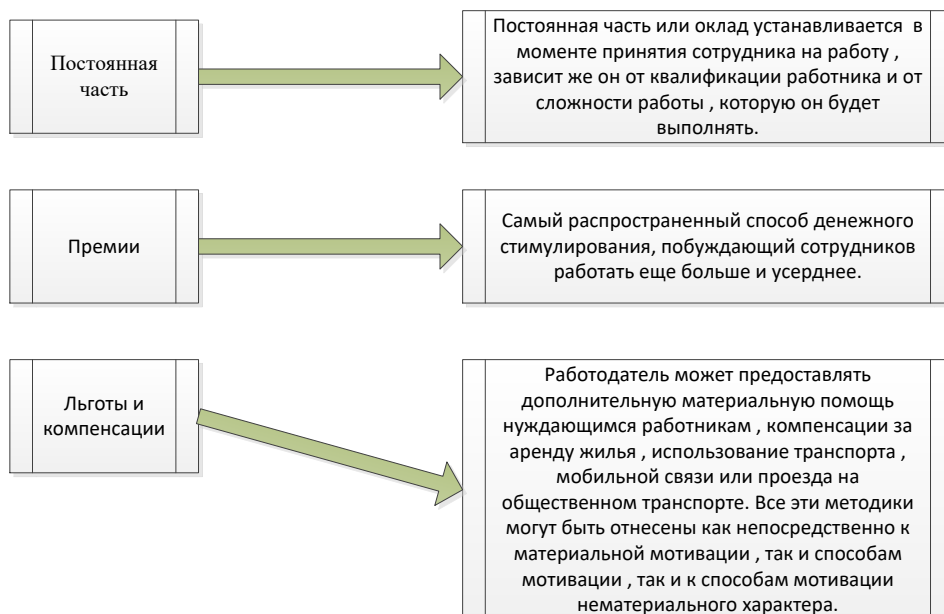 Постоянная
часть
Постоянная часть или оклад устанавливается в
моменте принятия сотрудника на работу ,
зависит же он от квалификации работника и от
сложности работы , которую он будет
выполнять.
Премии
Самый распространенный способ денежного
стимулирования, побуждающий сотрудников
работать еще больше и усерднее.
Льготы и
компенсации
Работодатель может предоставлять
дополнительную материальную помощь
нуждающимся работникам , компенсации за
аренду жилья , использование транспорта ,
мобильной связи или проезда на
общественном транспорте. Все эти методики
могут быть отнесены как непосредственно к
материальной мотивации , так и способам
мотивации , так и к способам мотивации
нематериального характера.